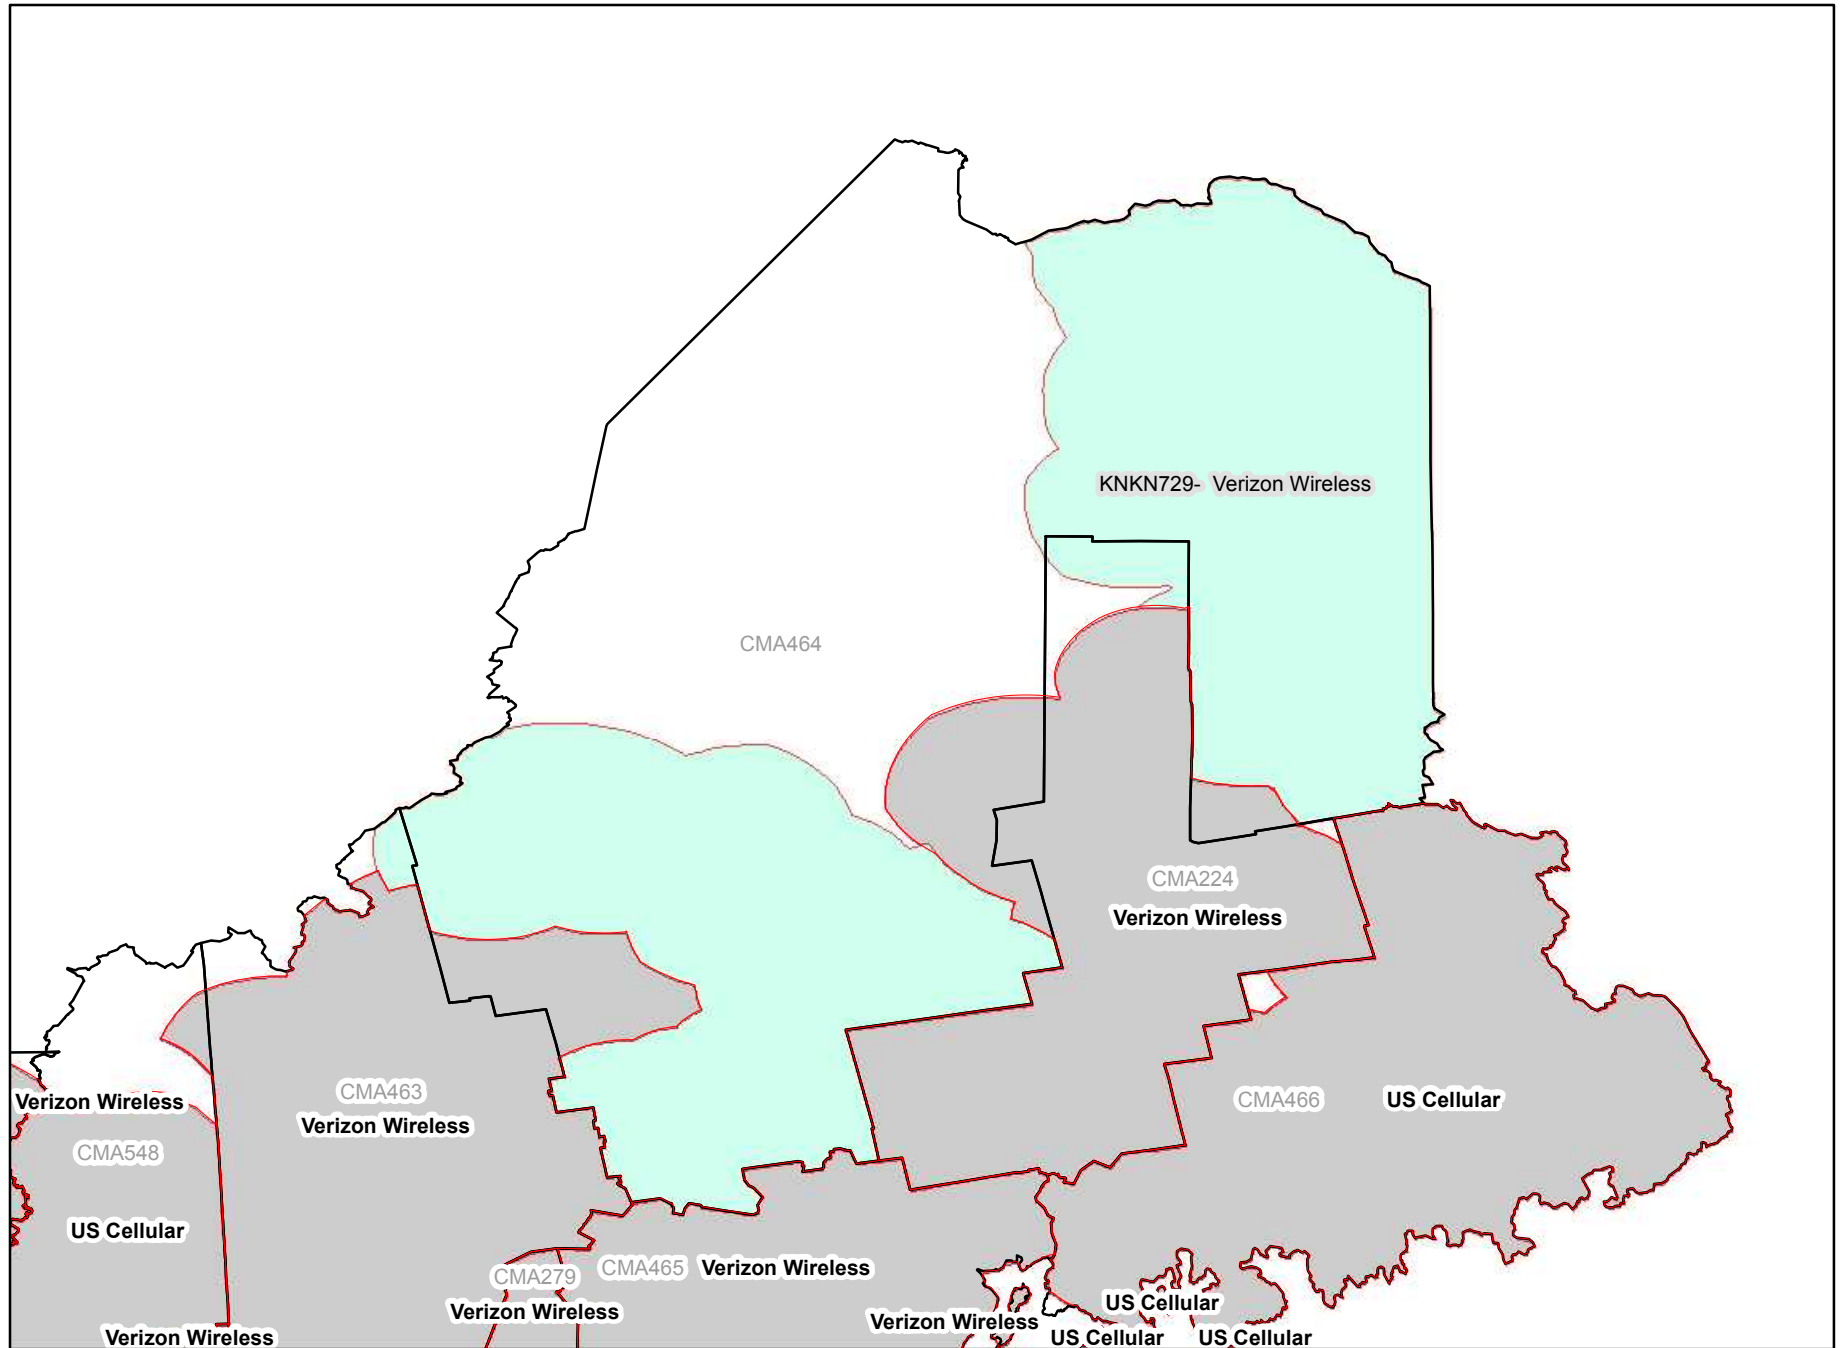 KNKN729-  Verizon Wireless
CMA464
CMA224
Verizon Wireless
CMA463
Verizon Wireless
Verizon Wireless
CMA466
US Cellular
CMA548
US Cellular
CMA279
Verizon Wireless
CMA465
Verizon Wireless
US Cellular
Verizon Wireless
Verizon Wireless
US Cellular
US Cellular